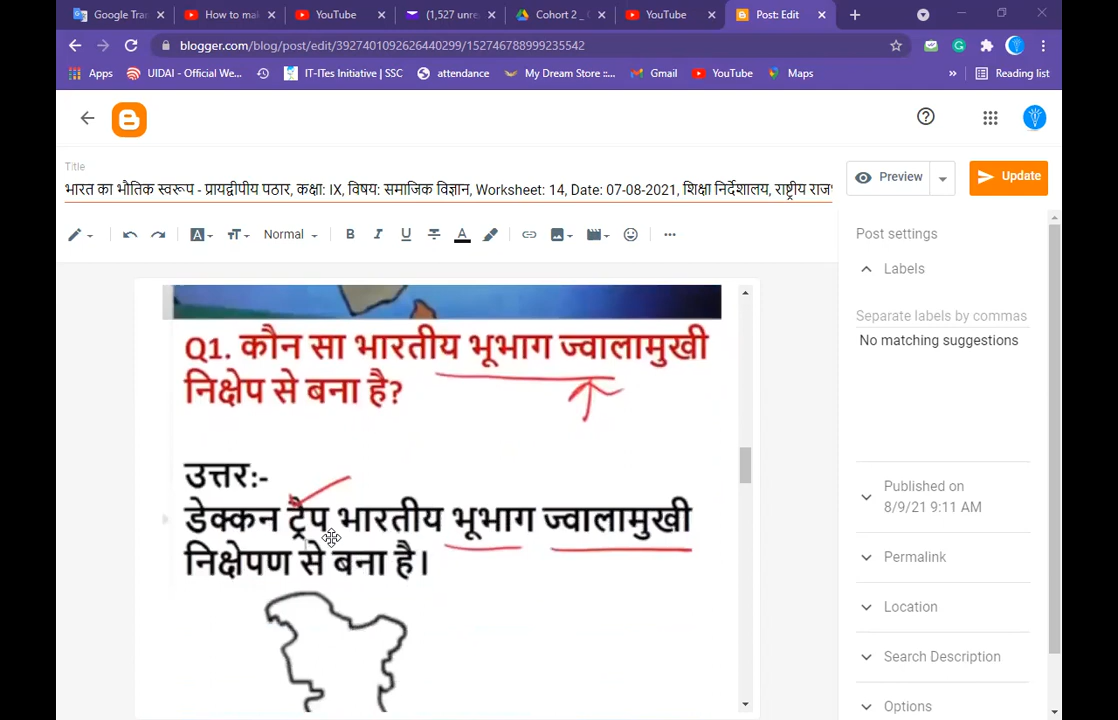 Google Tran
How to mak
YouTube
(1,527 unre
Cohort 2 _ (
YouTube
Post: Edit
blogger.com/blog/post/edit/3927401092626440299/152746788999235542
Apps
UIDAI - Official We...
IT-ITes Initiative | SSC
attendance
My Dream Store ::...
Gmail
YouTube
Maps
»
Reading list
Title
भारत का भौतिक स्वरूप - प्रायद्वीपीय पठार, कक्षा: IX, विषय: समाजिक विज्ञान, Worksheet: 14, Date: 07-08-2021, शिक्षा निर्देशालय, राष्ट्रीय राज
Preview
Update
Normal
B I U A
Post settings
Labels
Separate labels by commas
No matching suggestions
Q1. कौन सा भारतीय भूभाग ज्वालामुखी
निक्षेप से बना है?
उत्तर:-
डेक्कन ट्रैप भारतीय भूभाग ज्वालामुखी
निक्षेपण से बना है।
Published on
8/9/21 9:11 AM
Permalink
Location
Search Description
Options